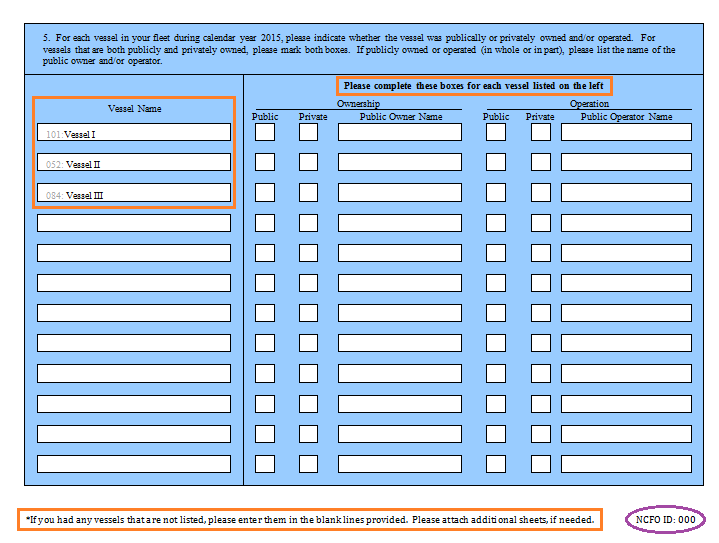 5. For each vessel in your fleet during calendar year 2015, please indicate whether the vessel was publically or privately owned and/or operated. For
vessels that are both publicly and privately owned, please mark both boxes. If publicly owned or operated (in whole or in part), please list the name of the
public owner and/or operator.
Please complete these boxes for each vessel listed on the left
Vessel Name
Ownership
Operation
Public Private Public Owner Name Public Private Public Operator Name
101: Vessel I
052: Vessel II
084: Vessel III
*If you had any vessels that are not listed, please enter them in the blank lines provided. Please attach additional sheets, if needed.
NCFO ID: 000